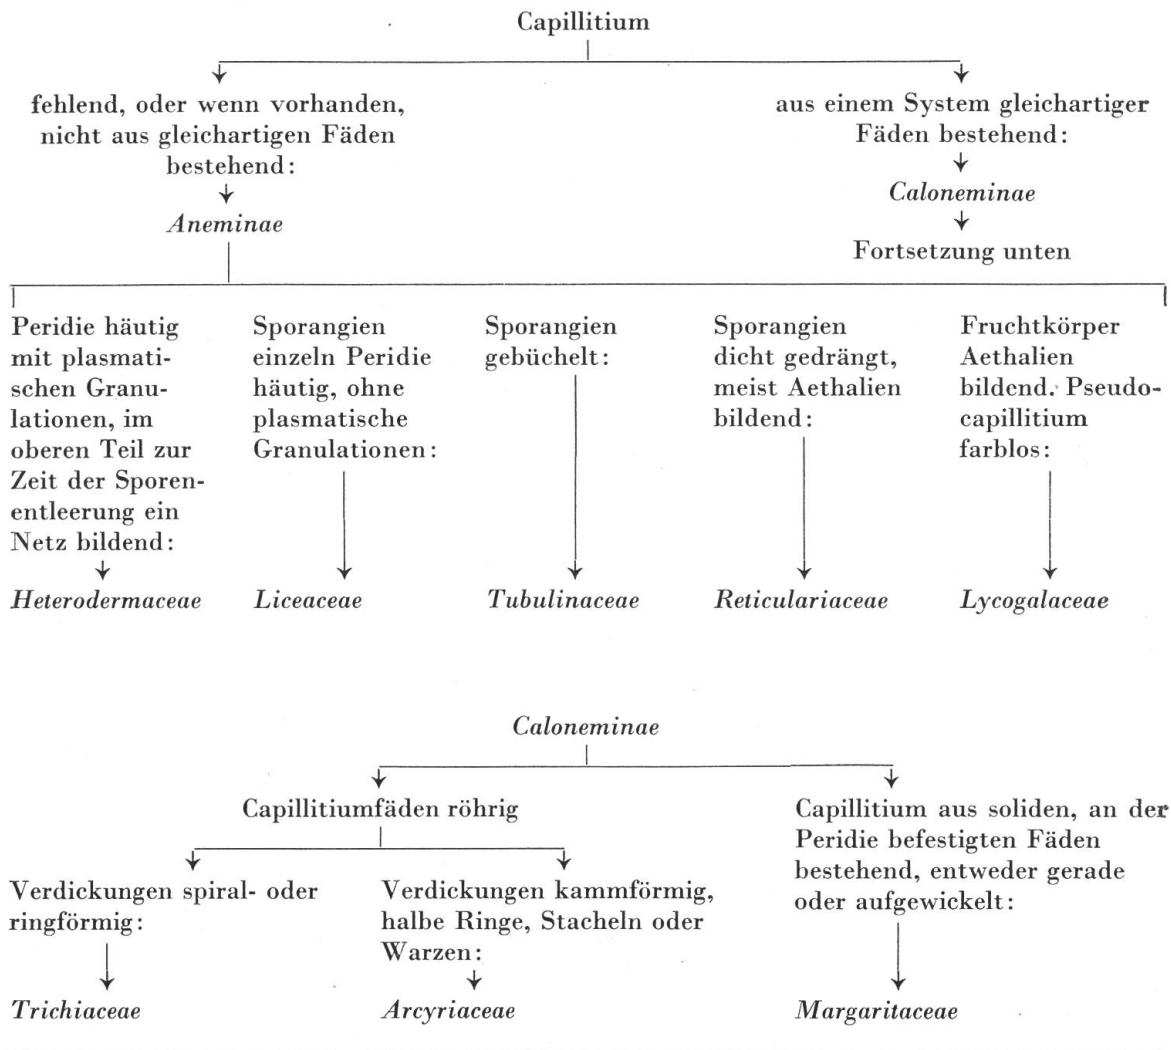 Capillitium
fehlend, oder wenn vorhanden,
nicht aus gleichartigen Fäden
bestehend:
Aneminae
aus einem System gleichartiger
Fäden bestehend:
Caloneminae
Fortsetzung unten
Peridie häutig
mit plasmati-
schen Granu-
lationen, im
oberen Teil zur
Zeit der Sporen-
entleerung ein
Netz bildend:
Heterodermaceae
Sporangien
einzeln Peridie
häutig, ohne
plasmatische
Granulationen:
Liceaceae
Sporangien
gebüchelt:
Tubulinaceae
Sporangien
dicht gedrängt,
meist Aethalien
bildend:
Reticulariaceae
Fruchtkörper
Aethalien
bildend. Pseudo-
capillitium
farblos:
Lycogalaceae
Caloneminae
Capillitiumfäden röhrig
Verdickungen spiral- oder
ringförmig:
Trichiaceae
Verdickungen kammförmig,
halbe Ringe, Stacheln oder
Warzen:
Arcyriaceae
Capillitium aus soliden, an der
Peridie befestigten Fäden
bestehend, entweder gerade
oder aufgewickelt:
Margaritaceae